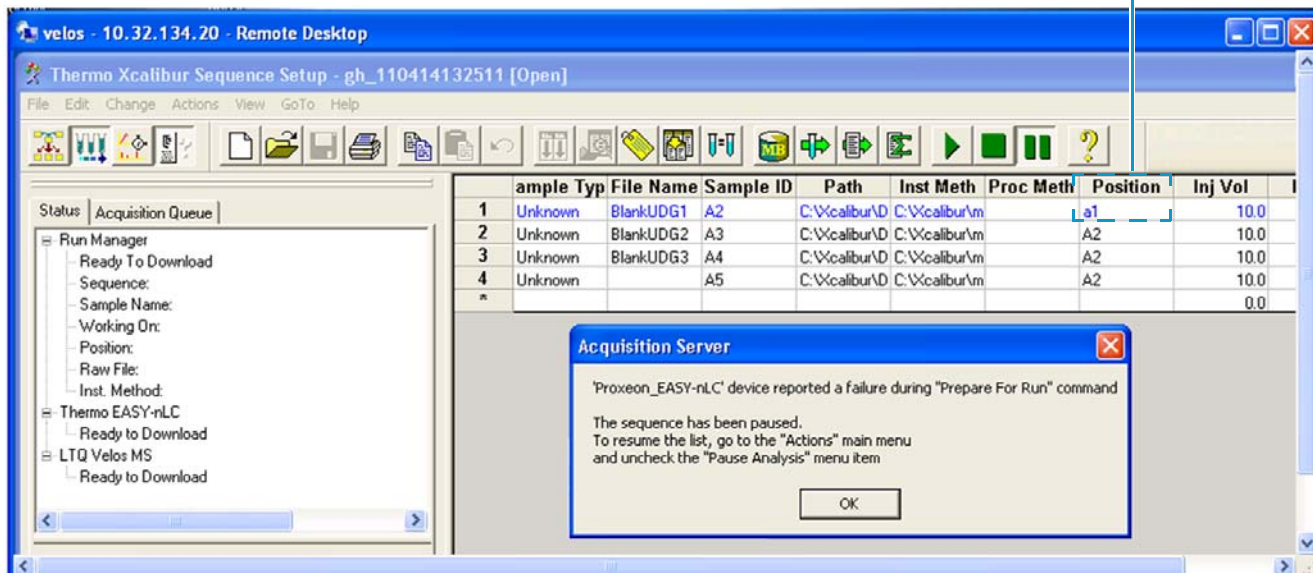 velos - 10.32.134.20 - Remote Desktop
Thermo Xcalibur Sequence Setup - gh_110414132511 [Open]
File Edit Change Actions View GoTo Help
MB
Status Acquisition Queue
Run Manager
Ready To Download
Sequence:
Sample Name:
Working On:
Position:
Raw File:
Inst. Method:
Thermo EASY-nLC
Ready to Download
LTQ Velos MS
Ready to Download
ample Typ File Name Sample ID Path Inst Meth Proc Meth Position Inj Vol
1 Unknown BlankUDG1 A2 C:\Xcalibur\D C:\Xcalibur\m a1 10.0
2 Unknown BlankUDG2 A3 C:\Xcalibur\D C:\Xcalibur\m A2 10.0
3 Unknown BlankUDG3 A4 C:\Xcalibur\D C:\Xcalibur\m A2 10.0
4 Unknown A5 C:\Xcalibur\D C:\Xcalibur\m A2 10.0
* 0.0
Acquisition Server
'Proxeon_EASY-nLC' device reported a failure during "Prepare For Run" command
The sequence has been paused.
To resume the list, go to the "Actions" main menu
and uncheck the "Pause Analysis" menu item
OK